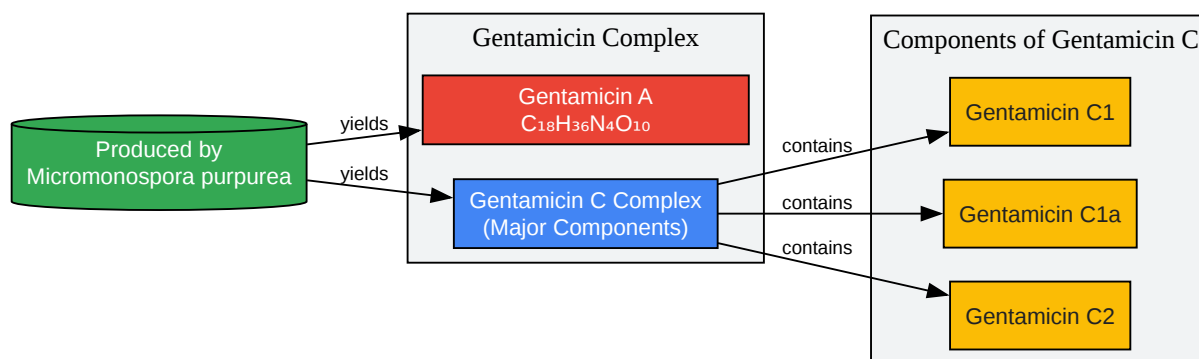 Produced by
Micromonospora purpurea
yields
yields
Gentamicin Complex
Gentamicin A
C₁₈H₃₆N₄O₁₀
Gentamicin C Complex
(Major Components)
contains
contains
contains
Components of Gentamicin C
Gentamicin C1
Gentamicin C1a
Gentamicin C2